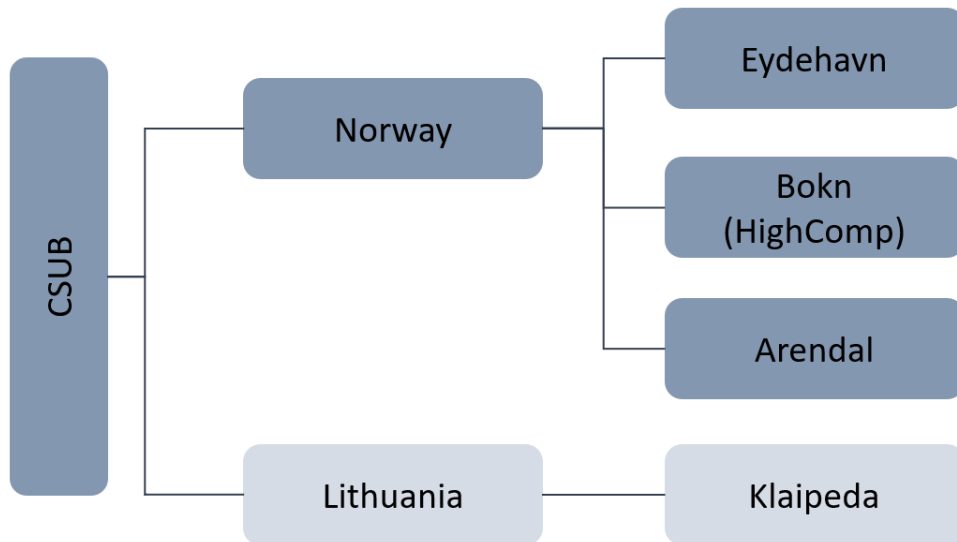 CSUB
Norway
Eydehavn
Bokn
(HighComp)
Arendal
Lithuania
Klaipeda